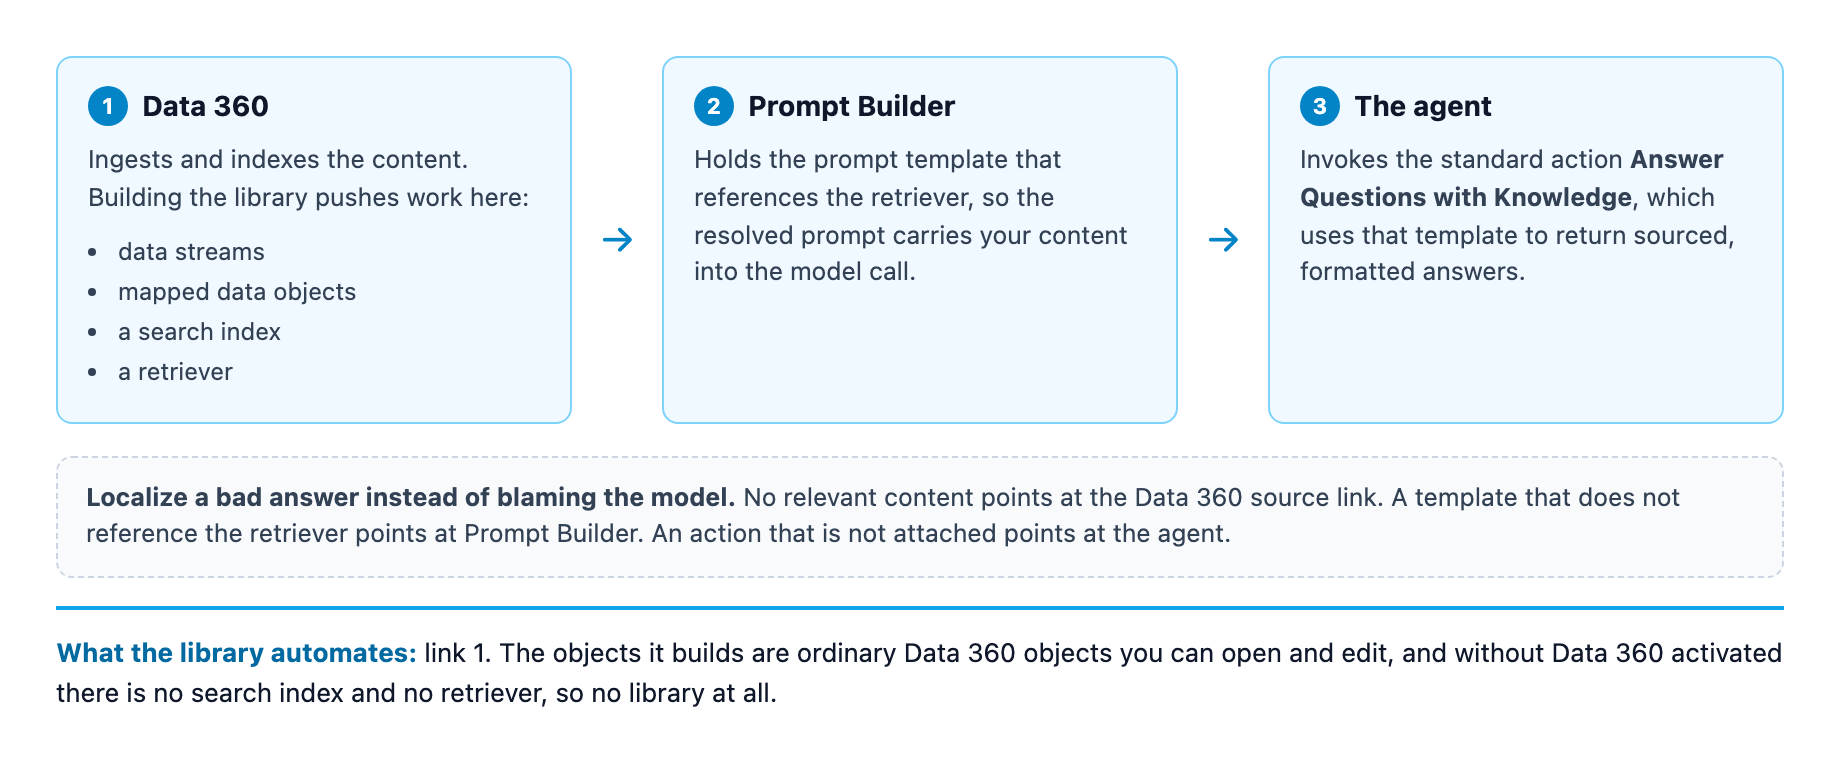 1 Data 360
Ingests and indexes the content.
Building the library pushes work here:
• data streams
• mapped data objects
• a search index
• a retriever
→
2 Prompt Builder
Holds the prompt template that
references the retriever, so the
resolved prompt carries your content
into the model call.
→
3 The agent
Invokes the standard action Answer
Questions with Knowledge, which
uses that template to return sourced,
formatted answers.
Localize a bad answer instead of blaming the model. No relevant content points at the Data 360 source link. A template that does not
reference the retriever points at Prompt Builder. An action that is not attached points at the agent.
What the library automates: link 1. The objects it builds are ordinary Data 360 objects you can open and edit, and without Data 360 activated
there is no search index and no retriever, so no library at all.